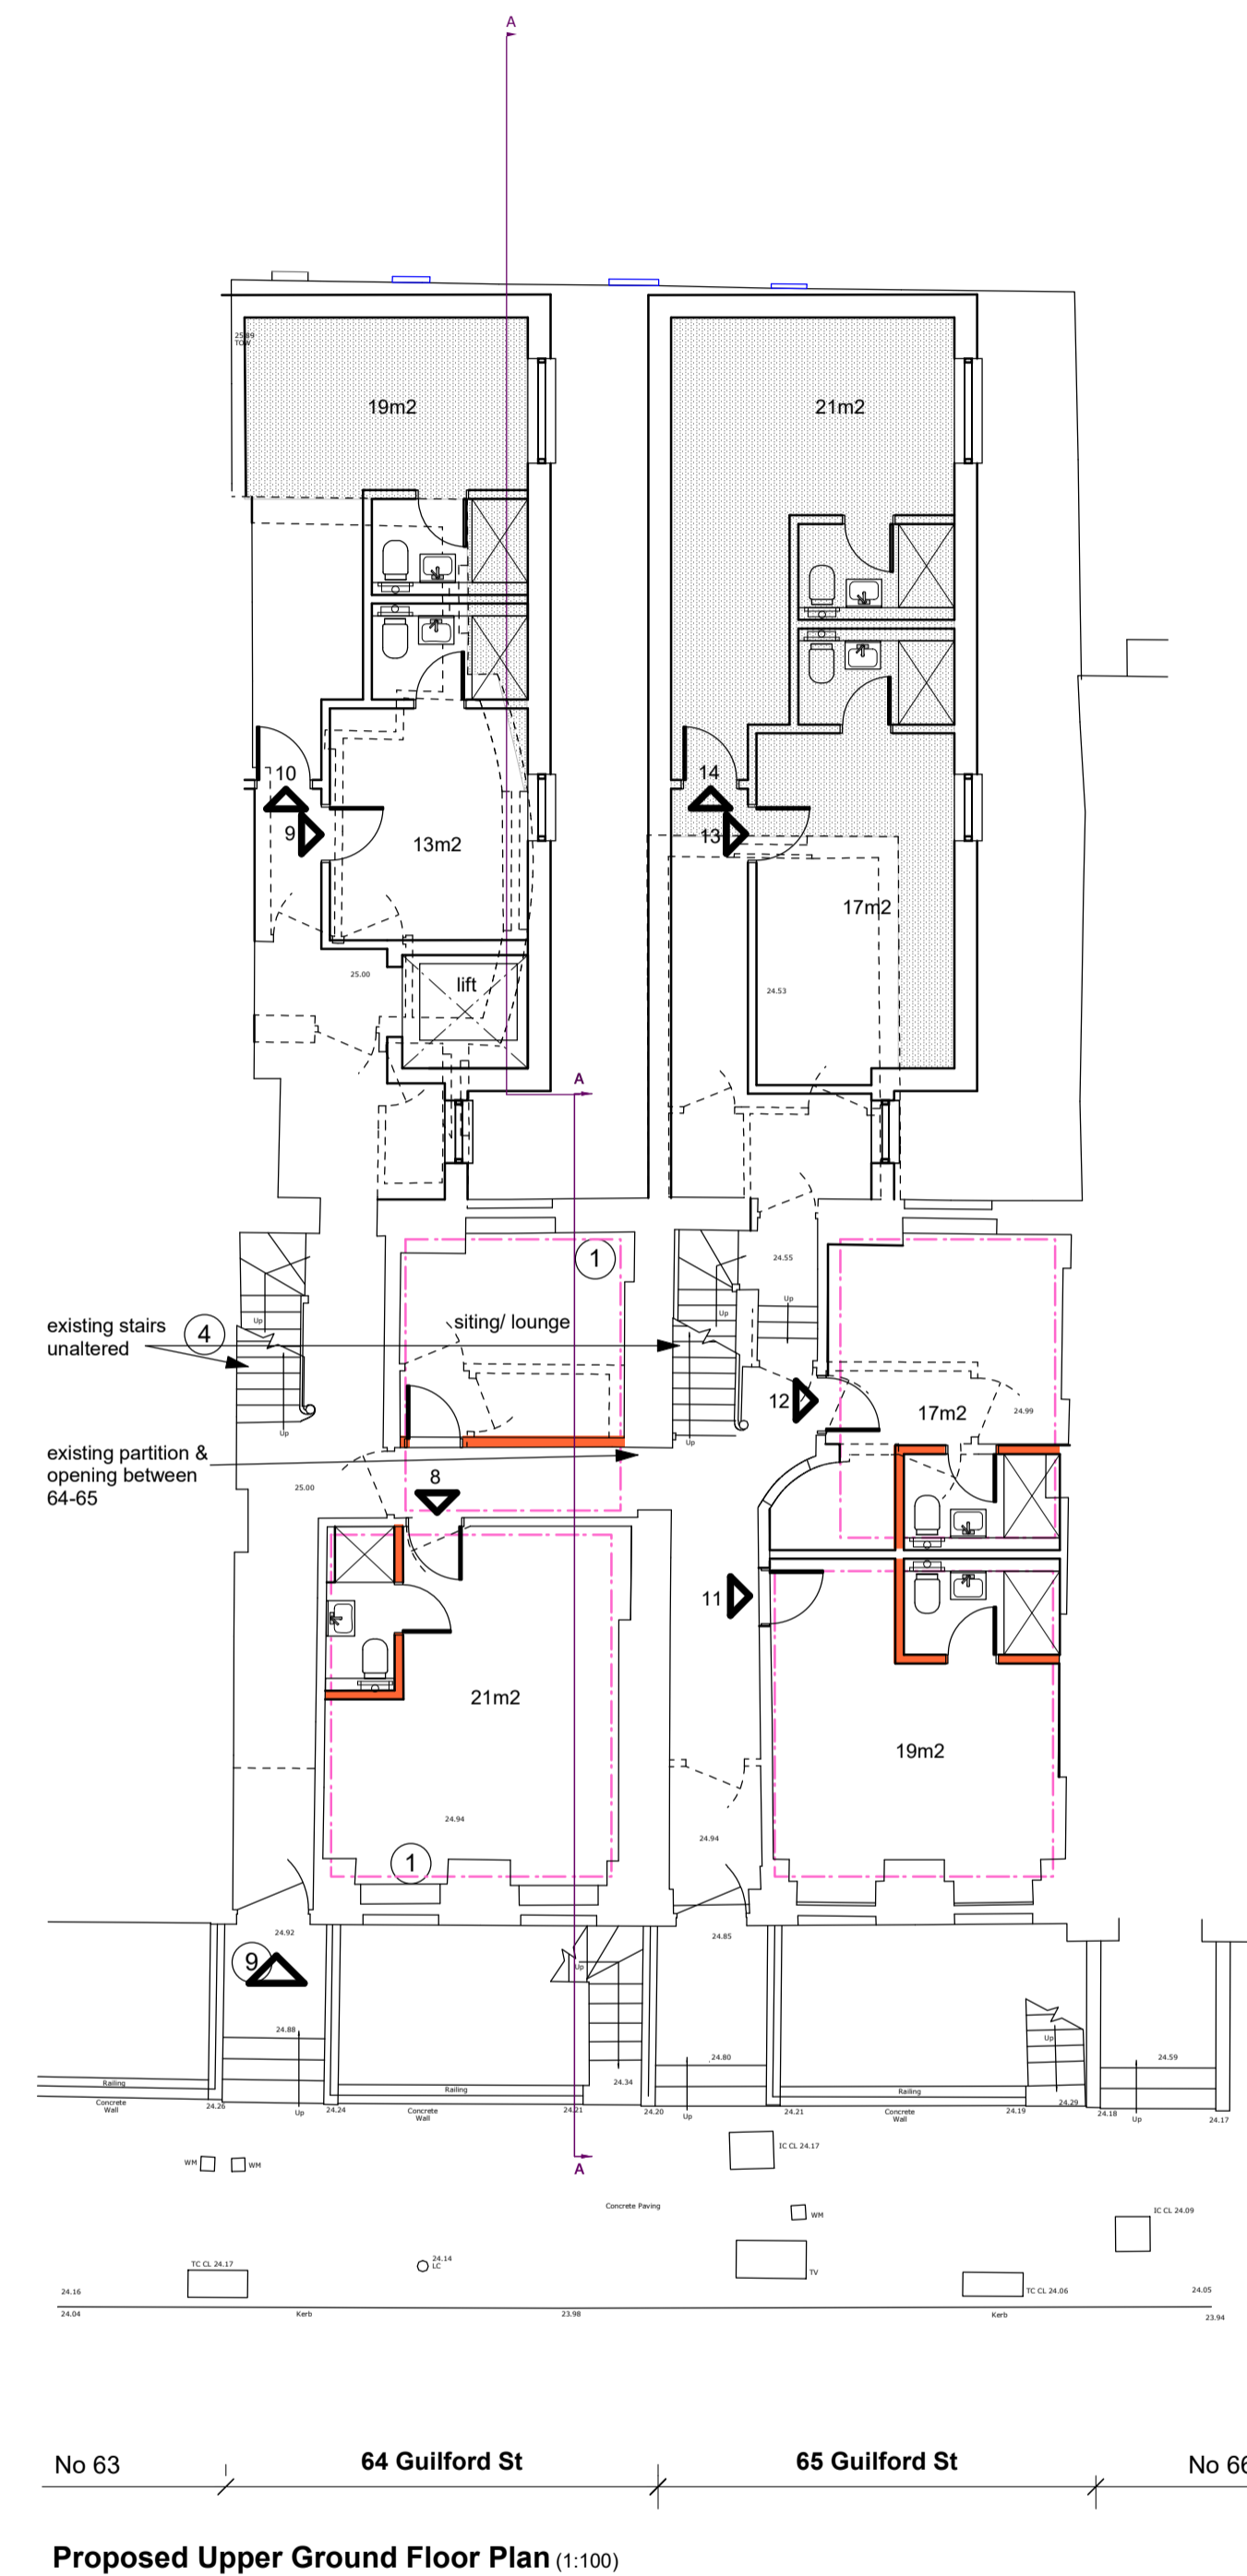 A
25.89
TOW
19m2
21m2
10
9
14
13
13m2
17m2
lift
25.00
24.53
A
1
24.55
Up
existing stairs
unaltered
4
siting/ lounge
Up
Up
12
17m2
24.99
Up
Up
existing partition &
opening between
64-65
8
25.00
11
21m2
19m2
24.94
24.94
1
24.92
24.85
9
Up
24.88
24.80
Up
24.59
24.34
Railing
Railing
Railing
Concrete
Wall
24.26
Up
24.24
Concrete
Wall
24.21
24.20
Up
24.21
Concrete
Wall
24.19
24.29
24.18
Up
24.17
IC CL 24.17
WM
WM
A
Concrete Paving
WM
IC CL 24.09
TC CL 24.17
24.14
LC
TV
TC CL 24.06
24.16
24.05
24.04
Kerb
23.98
Kerb
23.94
No 63
64 Guilford St
65 Guilford St
No 66
Proposed Upper Ground Floor Plan (1:100)